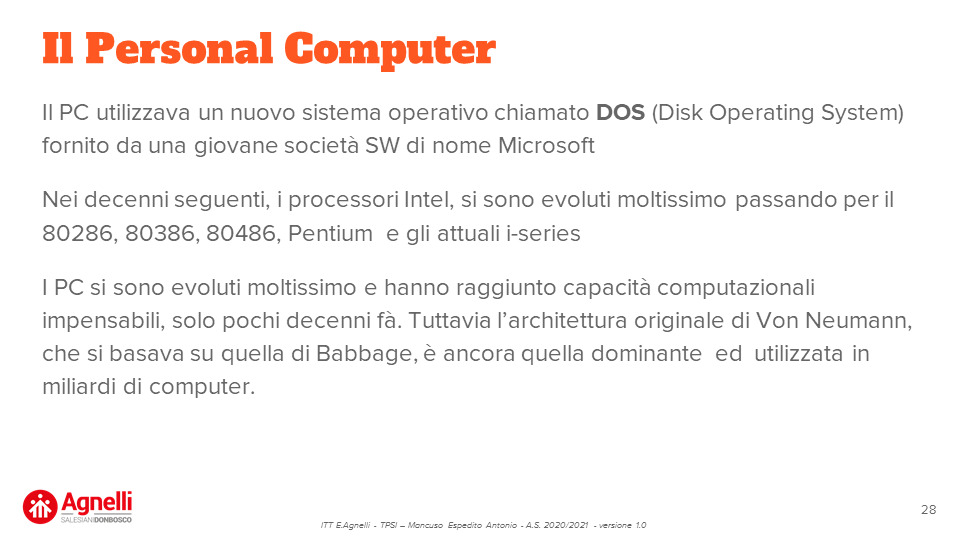 Il Personal Computer
Il PC utilizzava un nuovo sistema operativo chiamato DOS (Disk Operating System)
fornito da una giovane società SW di nome Microsoft
Nei decenni seguenti, i processori Intel, si sono evoluti moltissimo passando per il
80286, 80386, 80486, Pentium e gli attuali i-series
I PC si sono evoluti moltissimo e hanno raggiunto capacità computazionali
impensabili, solo pochi decenni fà. Tuttavia l’architettura originale di Von Neumann,
che si basava su quella di Babbage, è ancora quella dominante ed utilizzata in
miliardi di computer.
Agnelli
SALESIANI DONBOSCO
ITT E.Agnelli - TPSI – Mancuso Espedito Antonio - A.S. 2020/2021 - versione 1.0
28